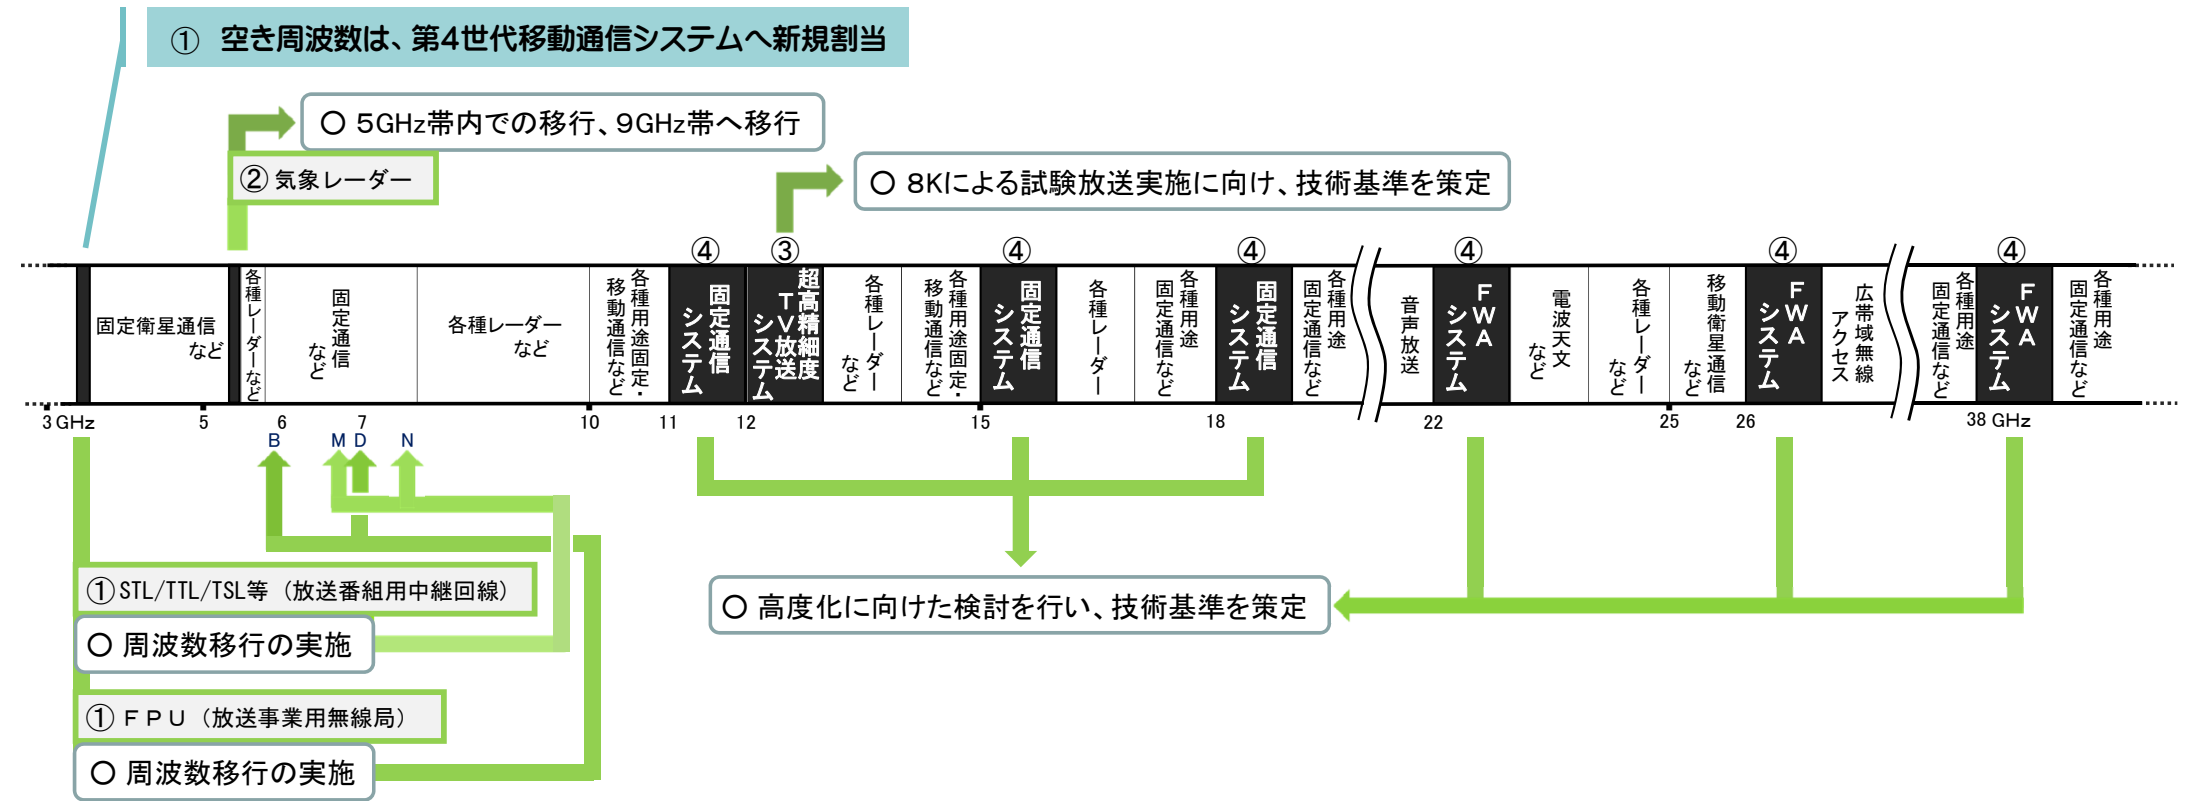 ① 空き周波数は、第4世代移動通信システムへ新規割当
○ 5GHz帯内での移行、9GHz帯へ移行
② 気象レーダー
○ 8Kによる試験放送実施に向け、技術基準を策定
④
③
④
④
④
④
④
固定衛星通信
など
各種レーダーなど
固定通信
など
各種レーダー
など
各種用途固定・
移動通信など
固定通信
システム
超高精細度
TV放送
システム
各種レーダー
など
各種用途固定・
移動通信など
固定通信
システム
各種レーダー
各種用途
固定通信など
固定通信
システム
各種用途
固定通信など
音声放送
FWA
システム
電波天文
など
各種レーダー
など
移動衛星通信
など
FWA
システム
広帯域無線
アクセス
各種用途
固定通信など
FWA
システム
各種用途
固定通信など
3 GHz
5
6
7
10
11
12
15
18
22
25
26
38 GHz
B
M
D
N
① STL/TTL/TSL等（放送番組用中継回線）
○ 周波数移行の実施
① FPU（放送事業用無線局）
○ 周波数移行の実施
○ 高度化に向けた検討を行い、技術基準を策定